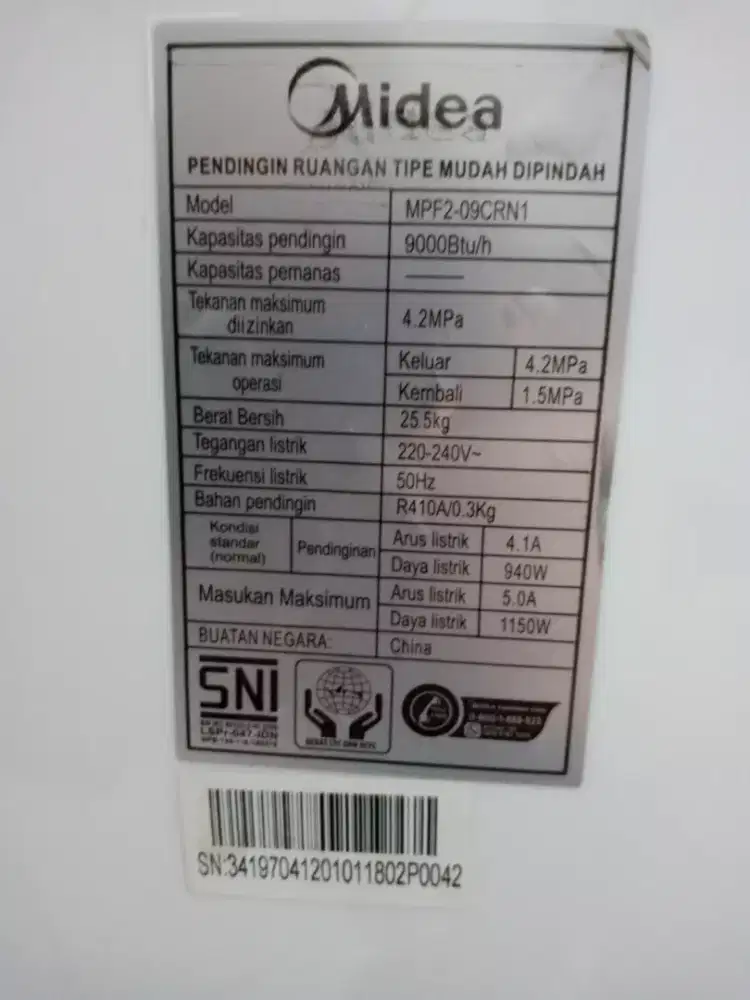 Midea
PENDINGIN RUANGAN TIPE MUDAH DIPINDAH
Model MPF2-09CRN1
Kapasitas pendingin 9000Btu/h
Kapasitas pemanas ——
Tekanan maksimum diizinkan 4.2MPa
Tekanan maksimum operasi Keluar 4.2MPa
Kembali 1.5MPa
Berat Bersih 25.5kg
Tegangan listrik 220-240V~
Frekuensi listrik 50Hz
Bahan pendingin R410A/0.3Kg
Kondisi standar (normal) Pendinginan Arus listrik 4.1A
Daya listrik 940W
Masukan Maksimum Arus listrik 5.0A
Daya listrik 1150W
BUATAN NEGARA: China
SNI
LSPr-047-IDN
SN:34197041201011802P0042